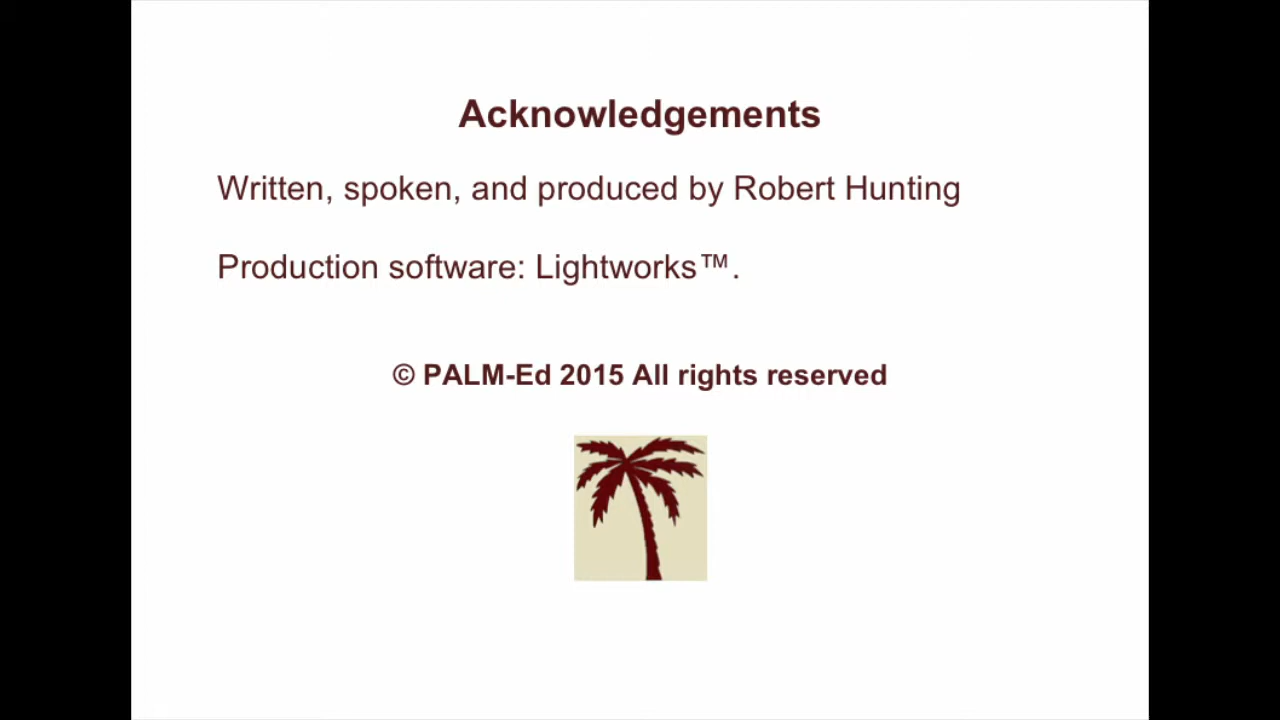 Acknowledgements
Written, spoken, and produced by Robert Hunting
Production software: Lightworks™.
© PALM-Ed 2015 All rights reserved